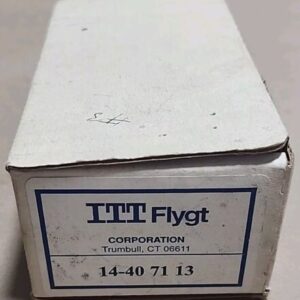 ITT Flygt
CORPORATION
Trumbull, CT 06611
14-40 71 13